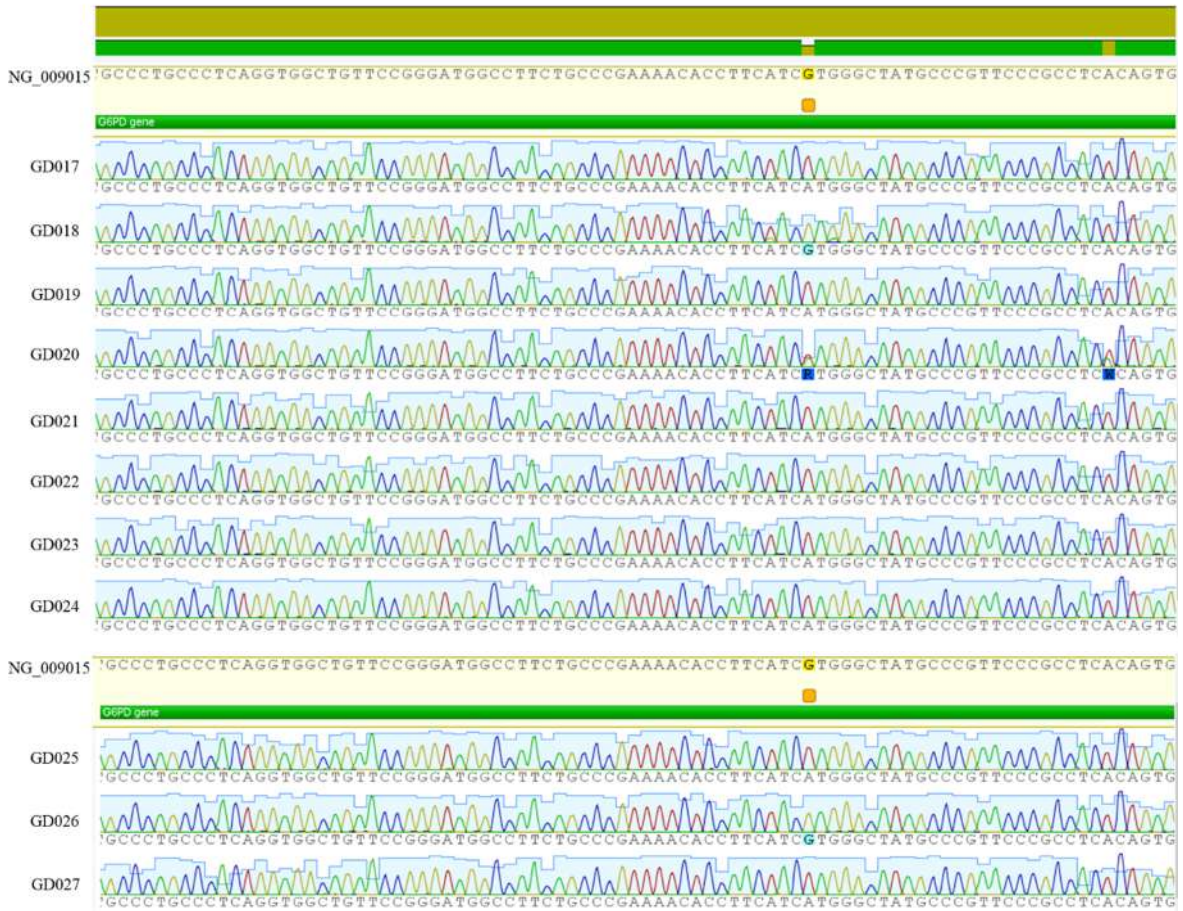 NG_009015 GCCCTGCCCTCAGGTGGCTGTTCCGGGATGGCCTTCTGCCCGAAAACACCTTCATCGTGGGCTATGCCCGTTCCCGCCTCACAGTG
G6PD gene
GD017
GCCCTGCCCTCAGGTGGCTGTTCCGGGATGGCCTTCTGCCCGAAAACACCTTCATCATGGGCTATGCCCGTTCCCGCCTCACAGTG
GD018
GCCCTGCCCTCAGGTGGCTGTTCCGGGATGGCCTTCTGCCCGAAAACACCTTCATCGTGGGCTATGCCCGTTCCCGCCTCACAGTG
GD019
GCCCTGCCCTCAGGTGGCTGTTCCGGGATGGCCTTCTGCCCGAAAACACCTTCATCATGGGCTATGCCCGTTCCCGCCTCACAGTG
GD020
GCCCTGCCCTCAGGTGGCTGTTCCGGGATGGCCTTCTGCCCGAAAACACCTTCATCRTGGGCTATGCCCGTTCCCGCCTCWCAGTG
GD021
GCCCTGCCCTCAGGTGGCTGTTCCGGGATGGCCTTCTGCCCGAAAACACCTTCATCATGGGCTATGCCCGTTCCCGCCTCACAGTG
GD022
GCCCTGCCCTCAGGTGGCTGTTCCGGGATGGCCTTCTGCCCGAAAACACCTTCATCATGGGCTATGCCCGTTCCCGCCTCACAGTG
GD023
GCCCTGCCCTCAGGTGGCTGTTCCGGGATGGCCTTCTGCCCGAAAACACCTTCATCATGGGCTATGCCCGTTCCCGCCTCACAGTG
GD024
GCCCTGCCCTCAGGTGGCTGTTCCGGGATGGCCTTCTGCCCGAAAACACCTTCATCATGGGCTATGCCCGTTCCCGCCTCACAGTG
NG_009015 GCCCTGCCCTCAGGTGGCTGTTCCGGGATGGCCTTCTGCCCGAAAACACCTTCATCGTGGGCTATGCCCGTTCCCGCCTCACAGTG
G6PD gene
GD025
GCCCTGCCCTCAGGTGGCTGTTCCGGGATGGCCTTCTGCCCGAAAACACCTTCATCATGGGCTATGCCCGTTCCCGCCTCACAGTG
GD026
GCCCTGCCCTCAGGTGGCTGTTCCGGGATGGCCTTCTGCCCGAAAACACCTTCATCGTGGGCTATGCCCGTTCCCGCCTCACAGTG
GD027
GCCCTGCCCTCAGGTGGCTGTTCCGGGATGGCCTTCTGCCCGAAAACACCTTCATCATGGGCTATGCCCGTTCCCGCCTCACAGTG